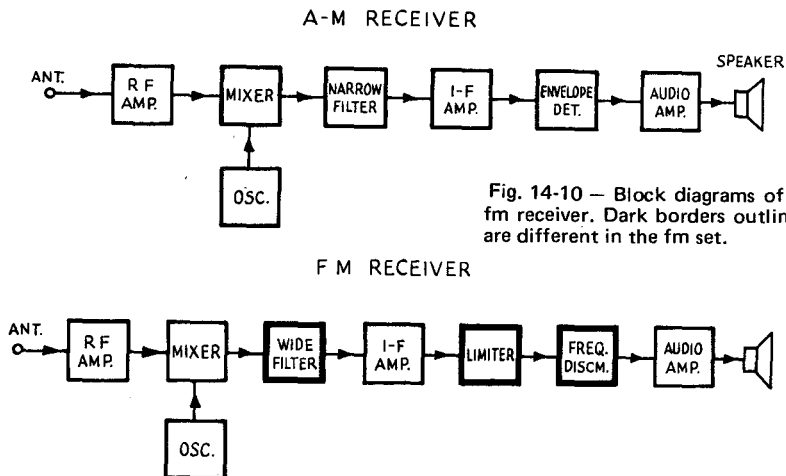 A-M RECEIVER
ANT.
RF
AMP.
MIXER
NARROW
FILTER
I-F
AMP.
ENVELOPE
DET.
AUDIO
AMP.
SPEAKER
OSC.
Fig. 14-10 — Block diagrams of
fm receiver. Dark borders outlin
are different in the fm set.
FM RECEIVER
ANT.
RF
AMP.
MIXER
WIDE
FILTER
I-F
AMP.
LIMITER
FREQ.
DISCM.
AUDIO
AMP.
OSC.